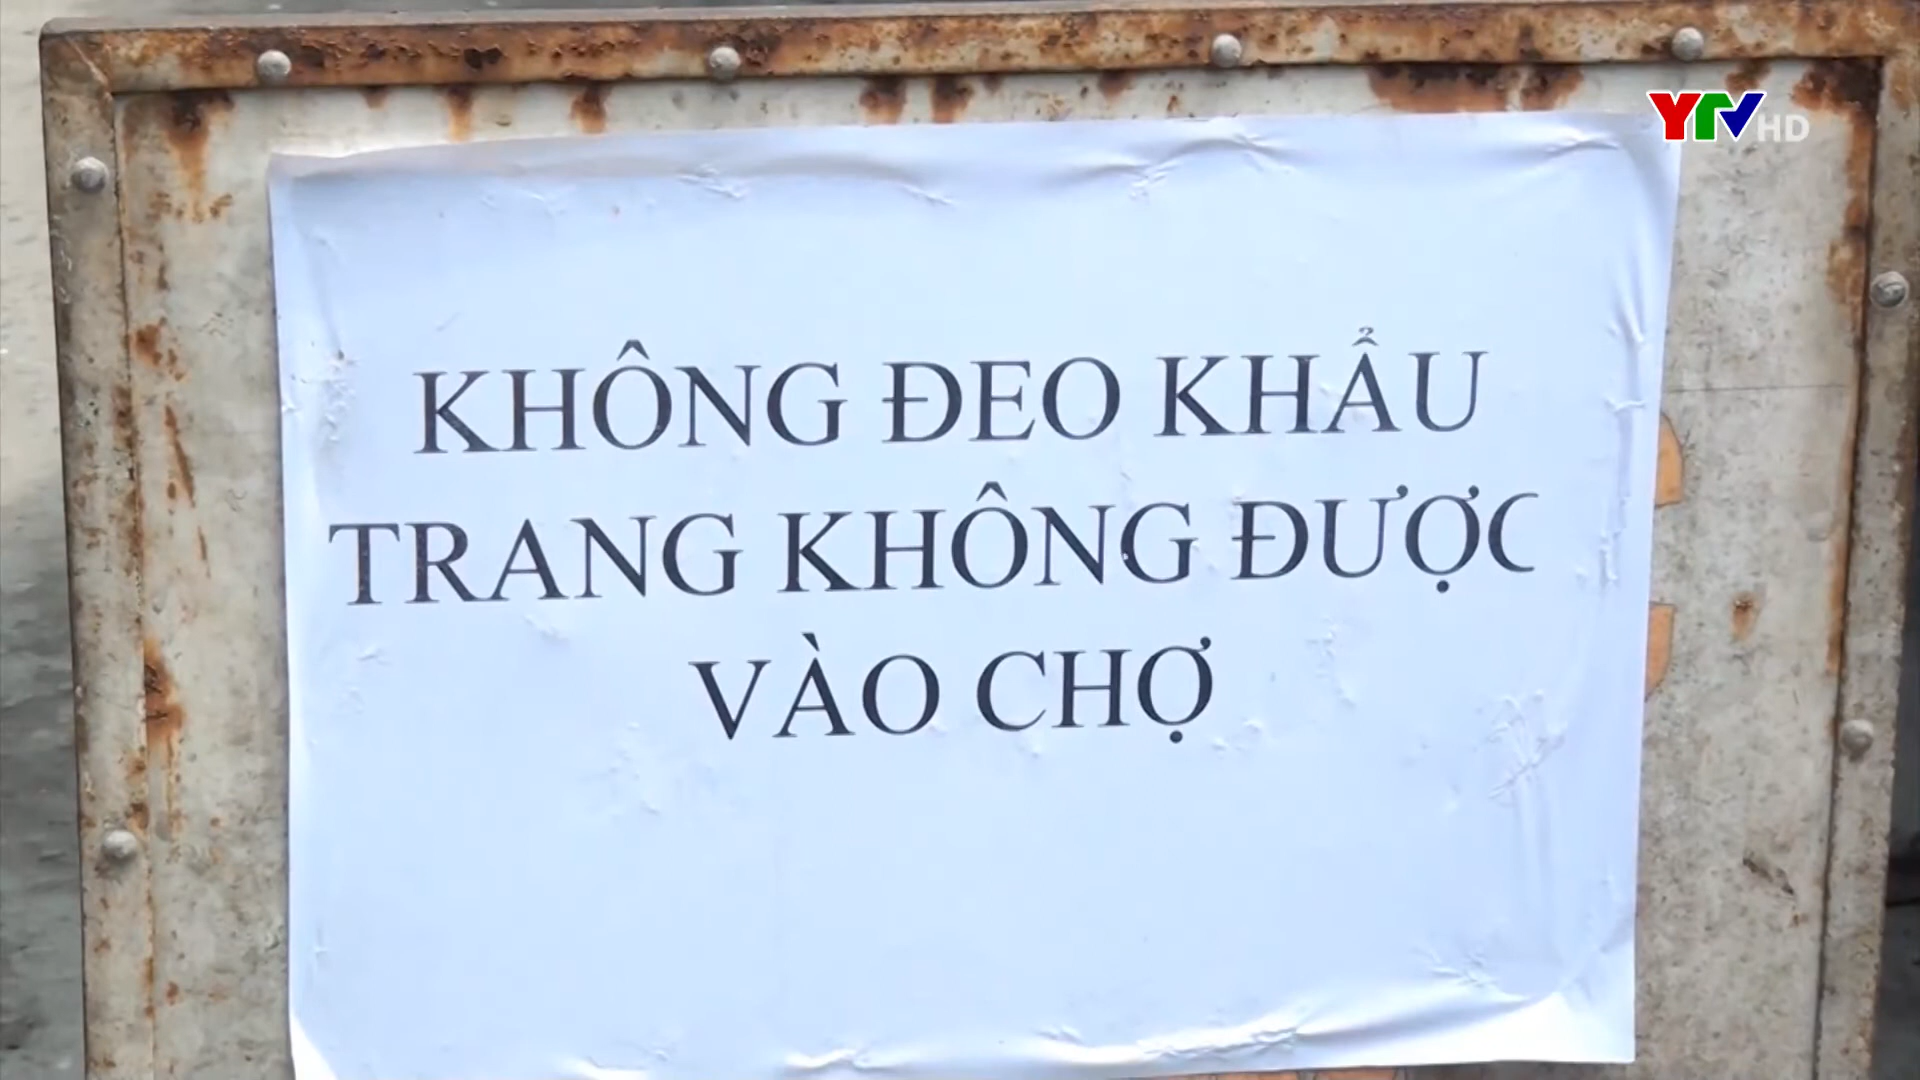 YTV HD
KHÔNG ĐEO KHẨU
TRANG KHÔNG ĐƯỢC
VÀO CHỢ